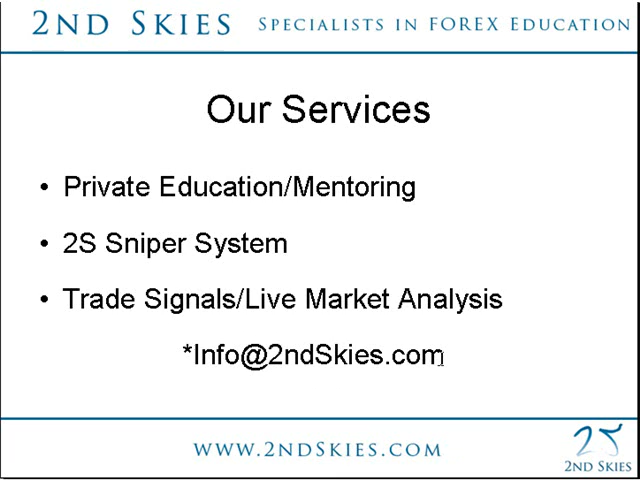 2ND SKIES SPECIALISTS IN FOREX EDUCATION
Our Services
• Private Education/Mentoring
• 2S Sniper System
• Trade Signals/Live Market Analysis
*Info@2ndSkies.com
WWW.2NDSKIES.COM
2S
2ND SKIES